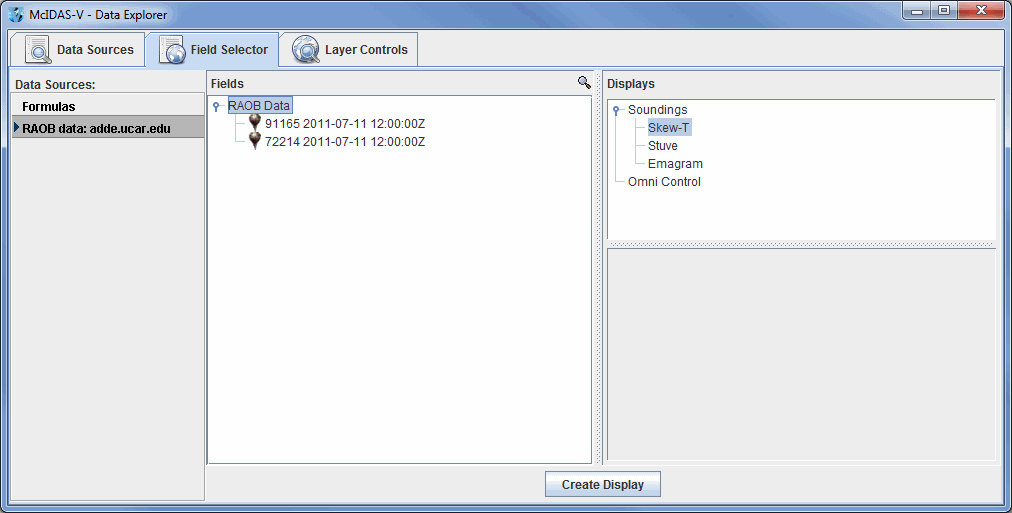 McIDAS-V - Data Explorer
Data Sources
Field Selector
Layer Controls
Data Sources:
Formulas
RAOB data: adde.ucar.edu
Fields
RAOB Data
91165 2011-07-11 12:00:00Z
72214 2011-07-11 12:00:00Z
Displays
Soundings
Skew-T
Stuve
Emagram
Omni Control
Create Display